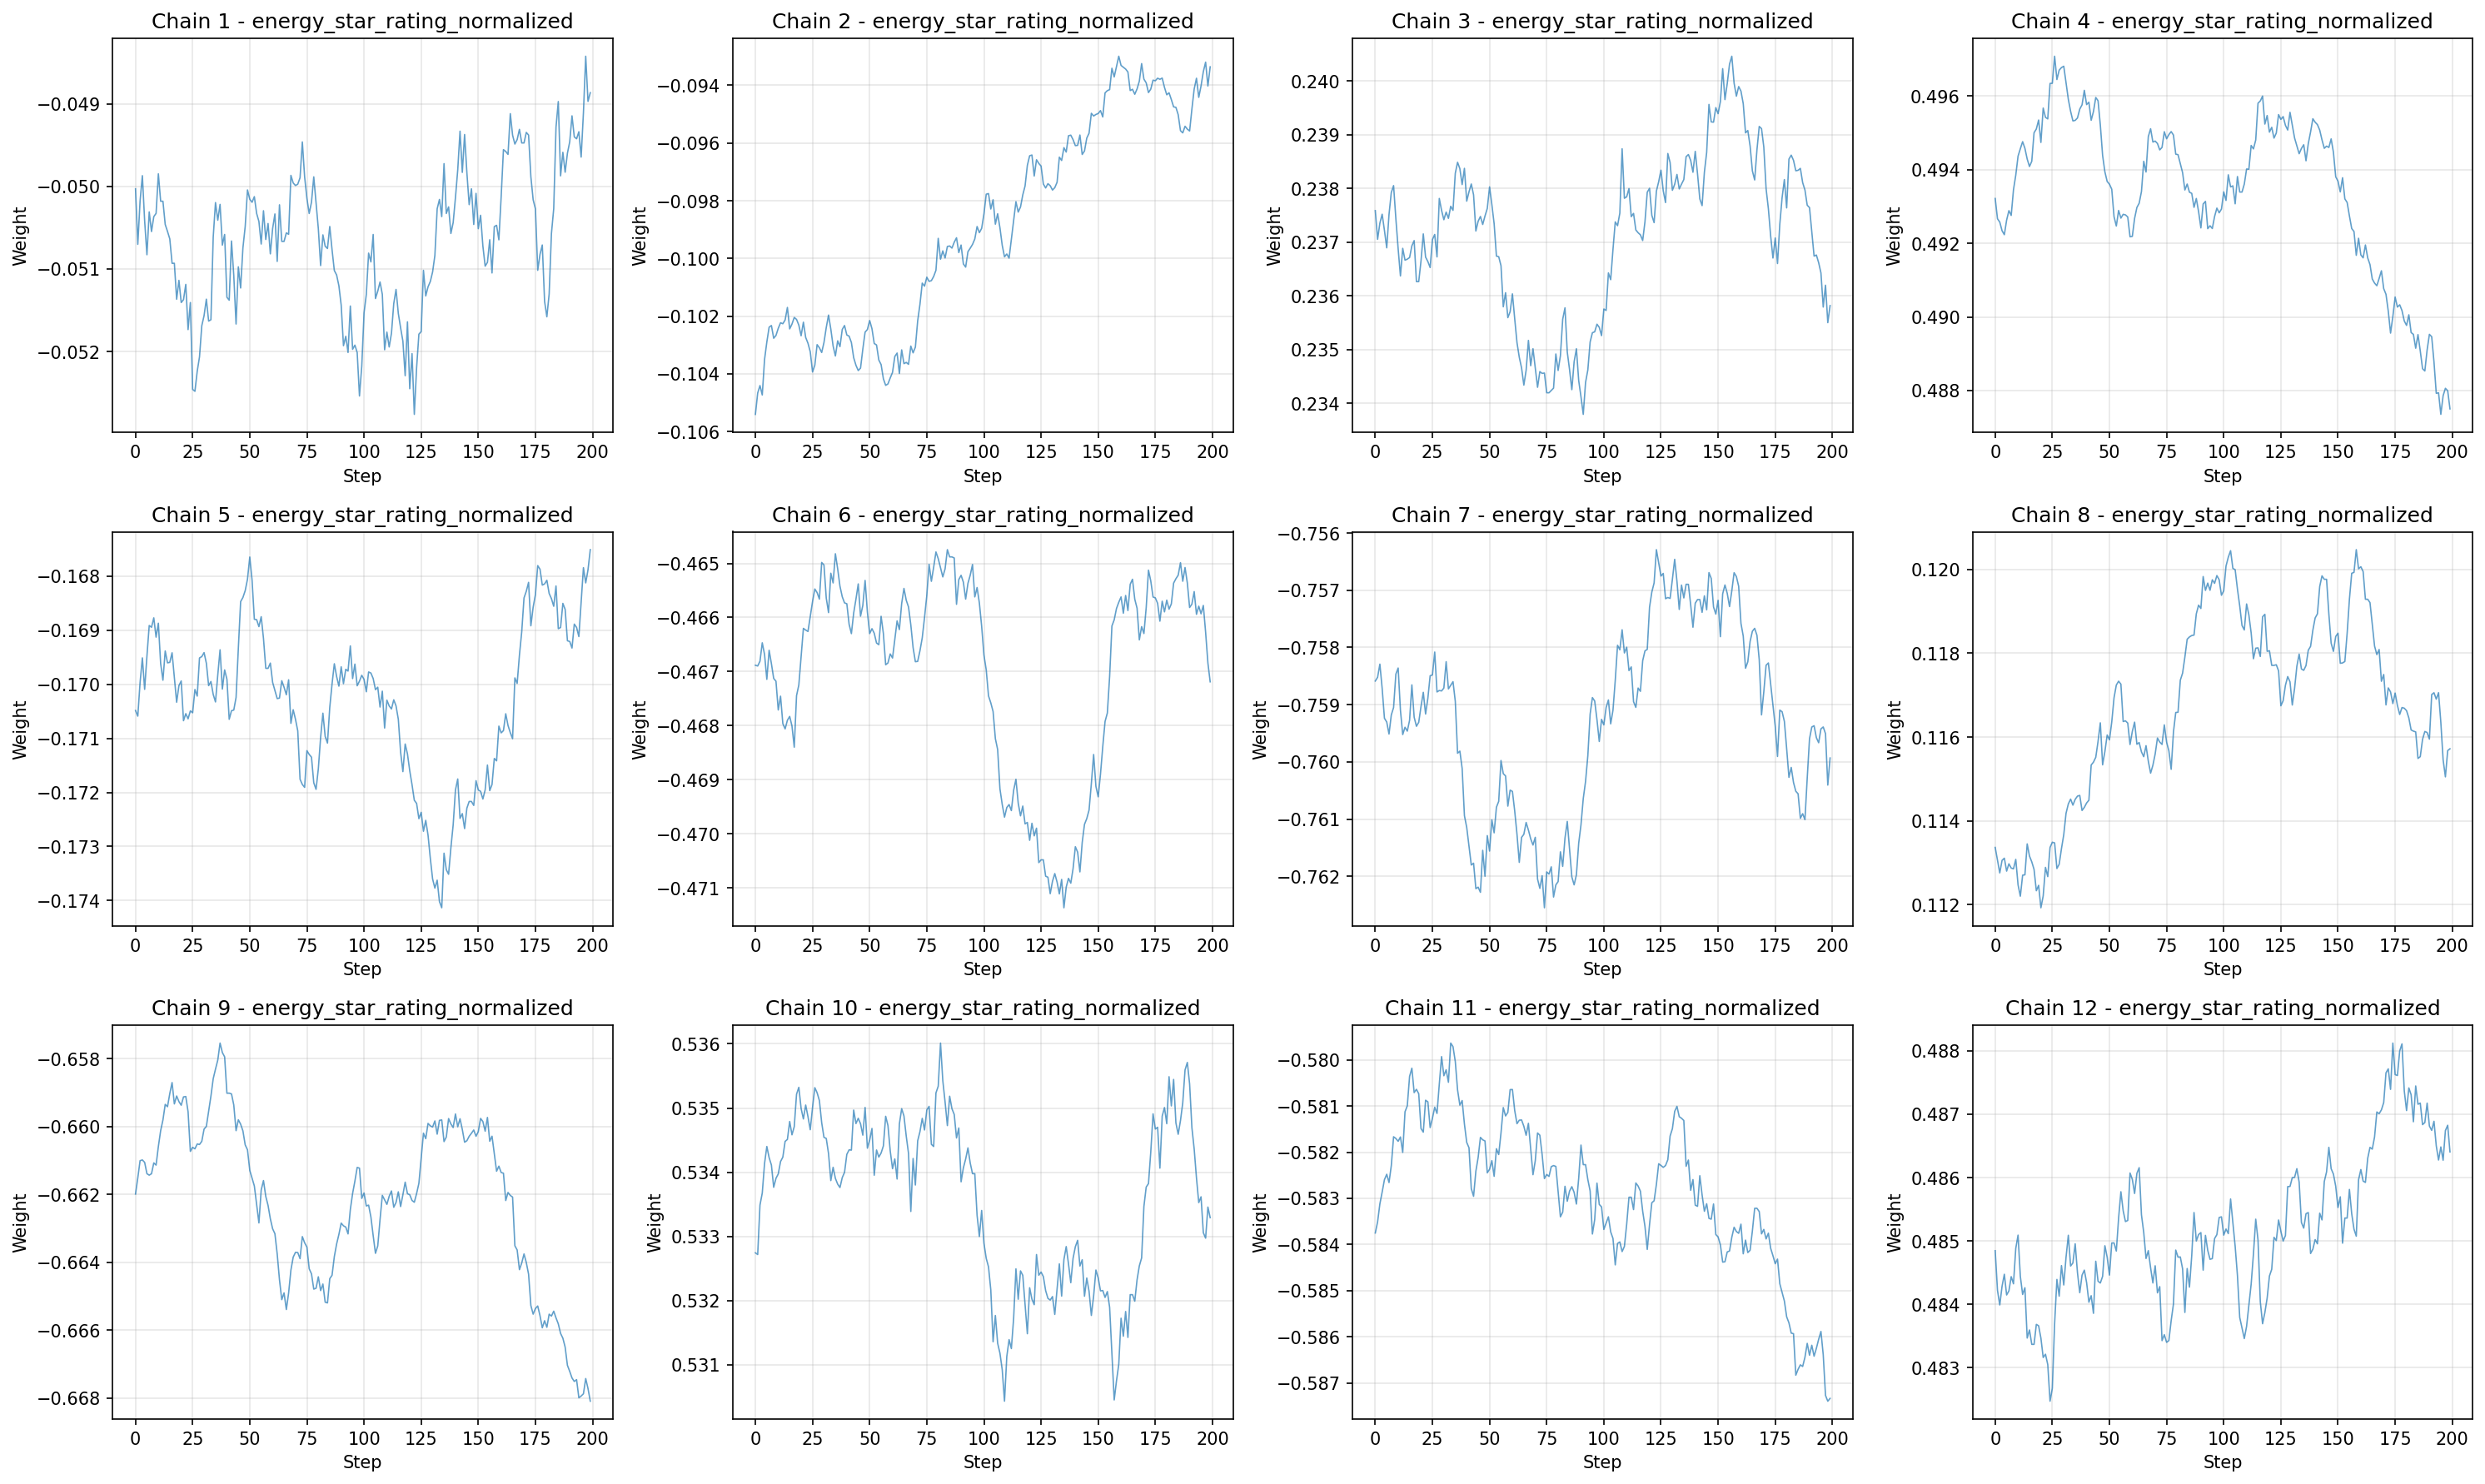 Chain 1 - energy_star_rating_normalized
Weight
−0.049
−0.050
−0.051
−0.052
0 25 50 75 100 125 150 175 200
Step
Chain 2 - energy_star_rating_normalized
Weight
−0.094
−0.096
−0.098
−0.100
−0.102
−0.104
−0.106
0 25 50 75 100 125 150 175 200
Step
Chain 3 - energy_star_rating_normalized
Weight
0.240
0.239
0.238
0.237
0.236
0.235
0.234
0 25 50 75 100 125 150 175 200
Step
Chain 4 - energy_star_rating_normalized
Weight
0.496
0.494
0.492
0.490
0.488
0 25 50 75 100 125 150 175 200
Step
Chain 5 - energy_star_rating_normalized
Weight
−0.168
−0.169
−0.170
−0.171
−0.172
−0.173
−0.174
0 25 50 75 100 125 150 175 200
Step
Chain 6 - energy_star_rating_normalized
Weight
−0.465
−0.466
−0.467
−0.468
−0.469
−0.470
−0.471
0 25 50 75 100 125 150 175 200
Step
Chain 7 - energy_star_rating_normalized
Weight
−0.756
−0.757
−0.758
−0.759
−0.760
−0.761
−0.762
0 25 50 75 100 125 150 175 200
Step
Chain 8 - energy_star_rating_normalized
Weight
0.120
0.118
0.116
0.114
0.112
0 25 50 75 100 125 150 175 200
Step
Chain 9 - energy_star_rating_normalized
Weight
−0.658
−0.660
−0.662
−0.664
−0.666
−0.668
0 25 50 75 100 125 150 175 200
Step
Chain 10 - energy_star_rating_normalized
Weight
0.536
0.535
0.534
0.533
0.532
0.531
0 25 50 75 100 125 150 175 200
Step
Chain 11 - energy_star_rating_normalized
Weight
−0.580
−0.581
−0.582
−0.583
−0.584
−0.585
−0.586
−0.587
0 25 50 75 100 125 150 175 200
Step
Chain 12 - energy_star_rating_normalized
Weight
0.488
0.487
0.486
0.485
0.484
0.483
0 25 50 75 100 125 150 175 200
Step